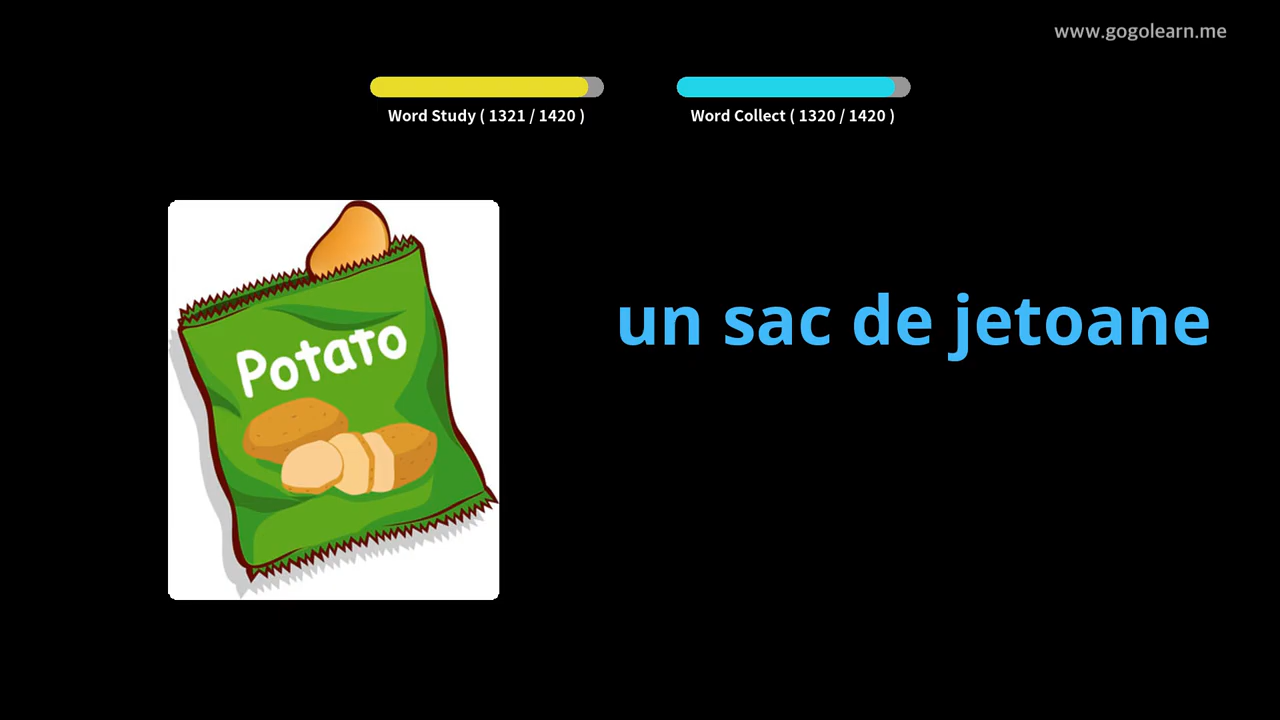 www.gogolearn.me
Word Study ( 1321 / 1420 )
Word Collect ( 1320 / 1420 )
Potato
un sac de jetoane